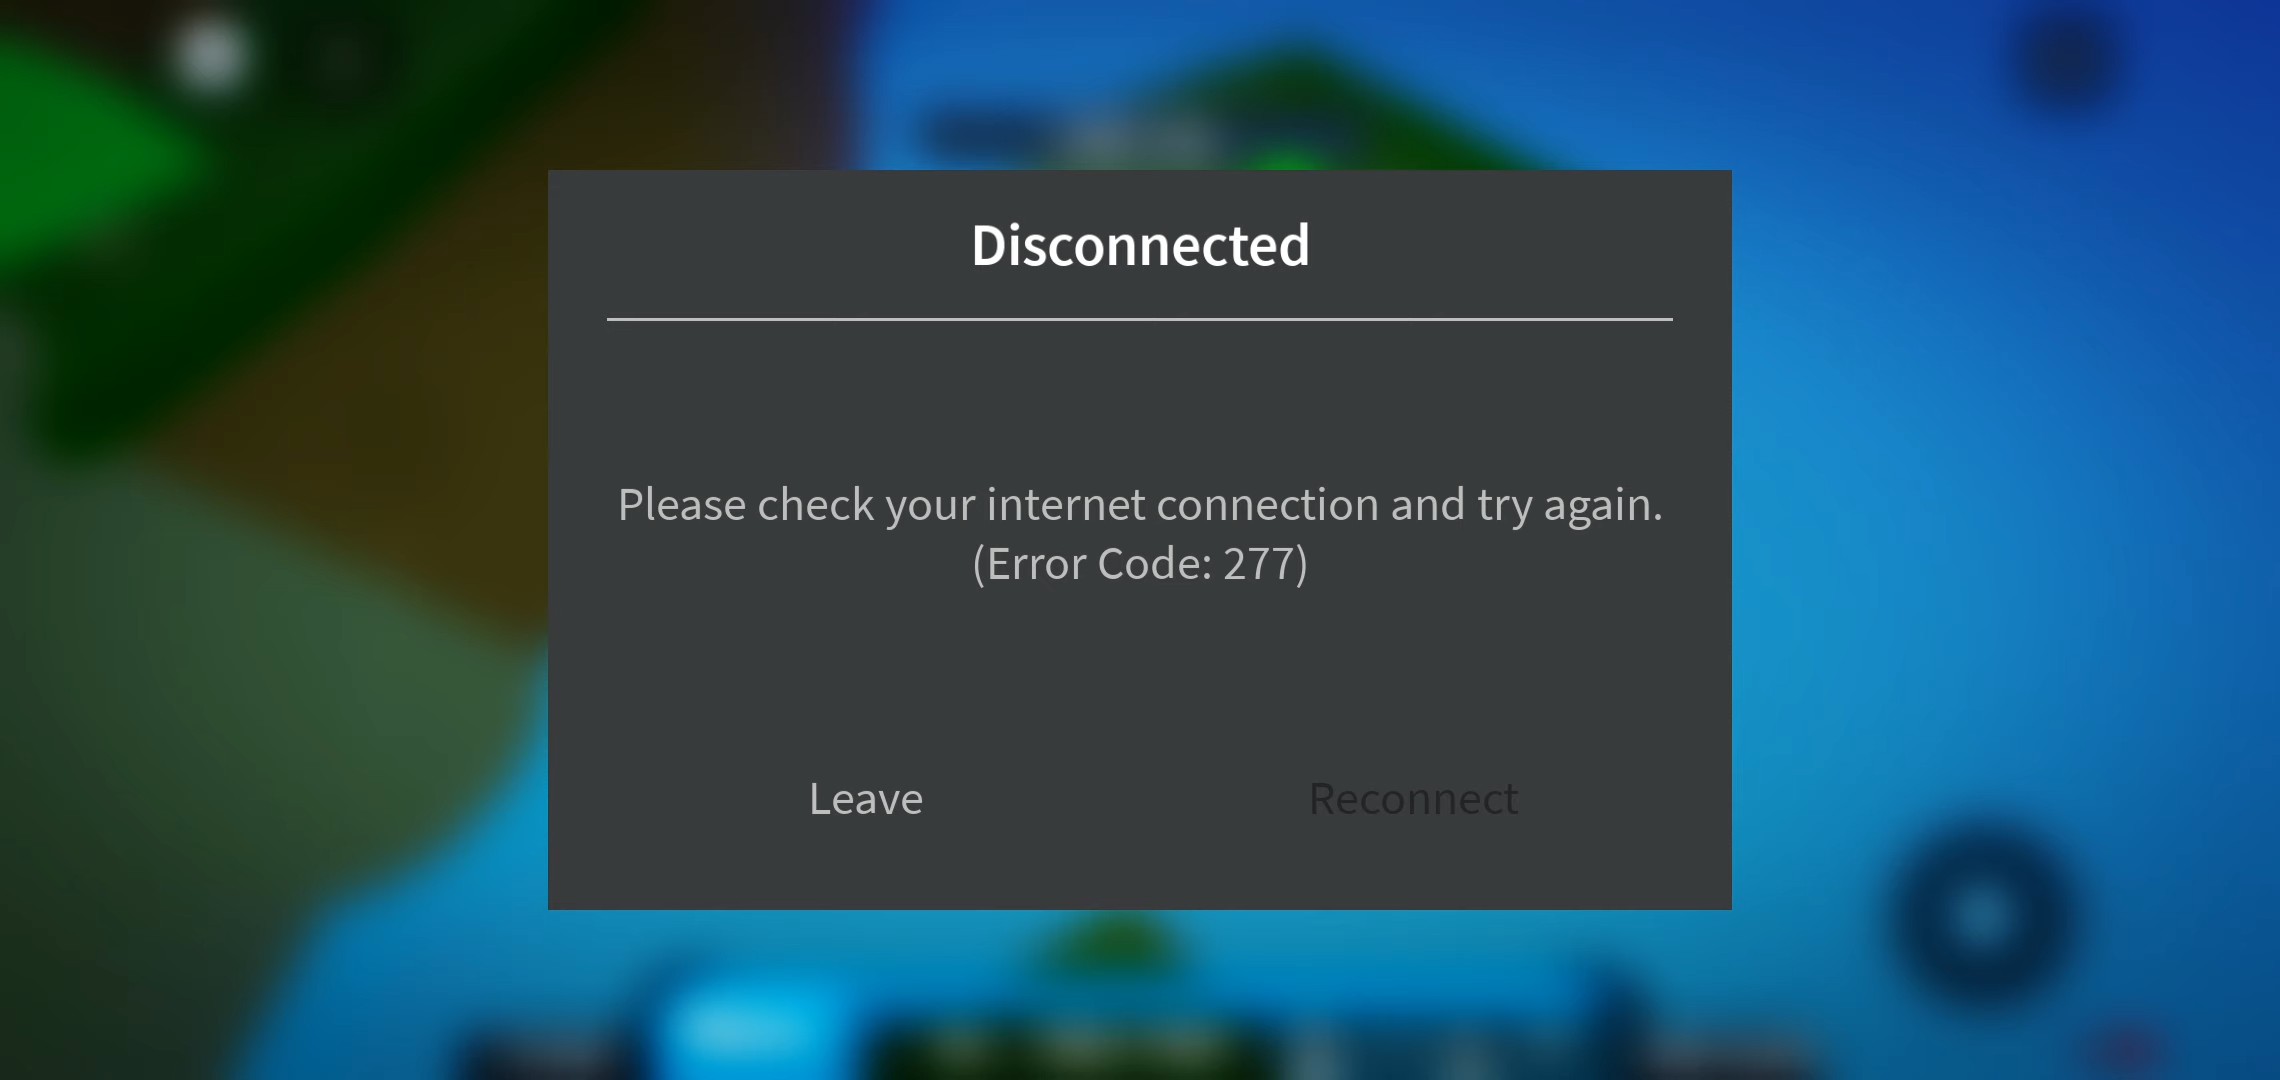 Disconnected
Please check your internet connection and try again.
(Error Code: 277)
Leave
Reconnect